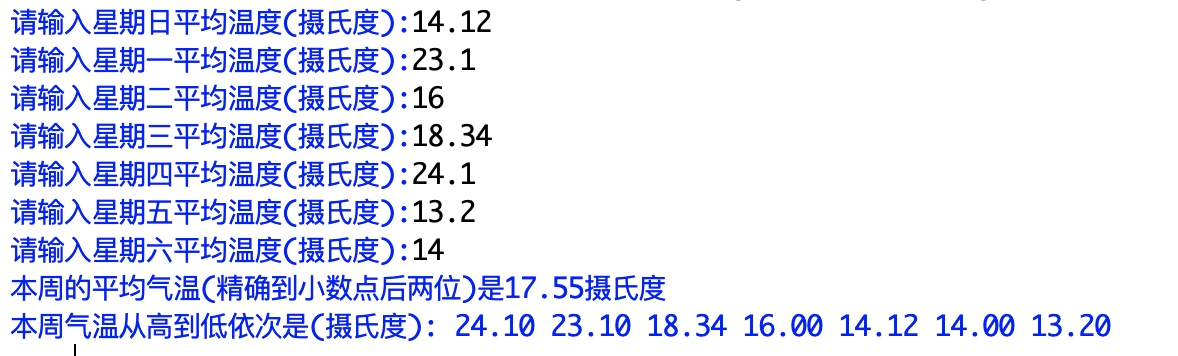 请输入星期日平均温度(摄氏度):14.12
请输入星期一平均温度(摄氏度):23.1
请输入星期二平均温度(摄氏度):16
请输入星期三平均温度(摄氏度):18.34
请输入星期四平均温度(摄氏度):24.1
请输入星期五平均温度(摄氏度):13.2
请输入星期六平均温度(摄氏度):14
本周的平均气温(精确到小数点后两位)是17.55摄氏度
本周气温从高到低依次是(摄氏度): 24.10 23.10 18.34 16.00 14.12 14.00 13.20